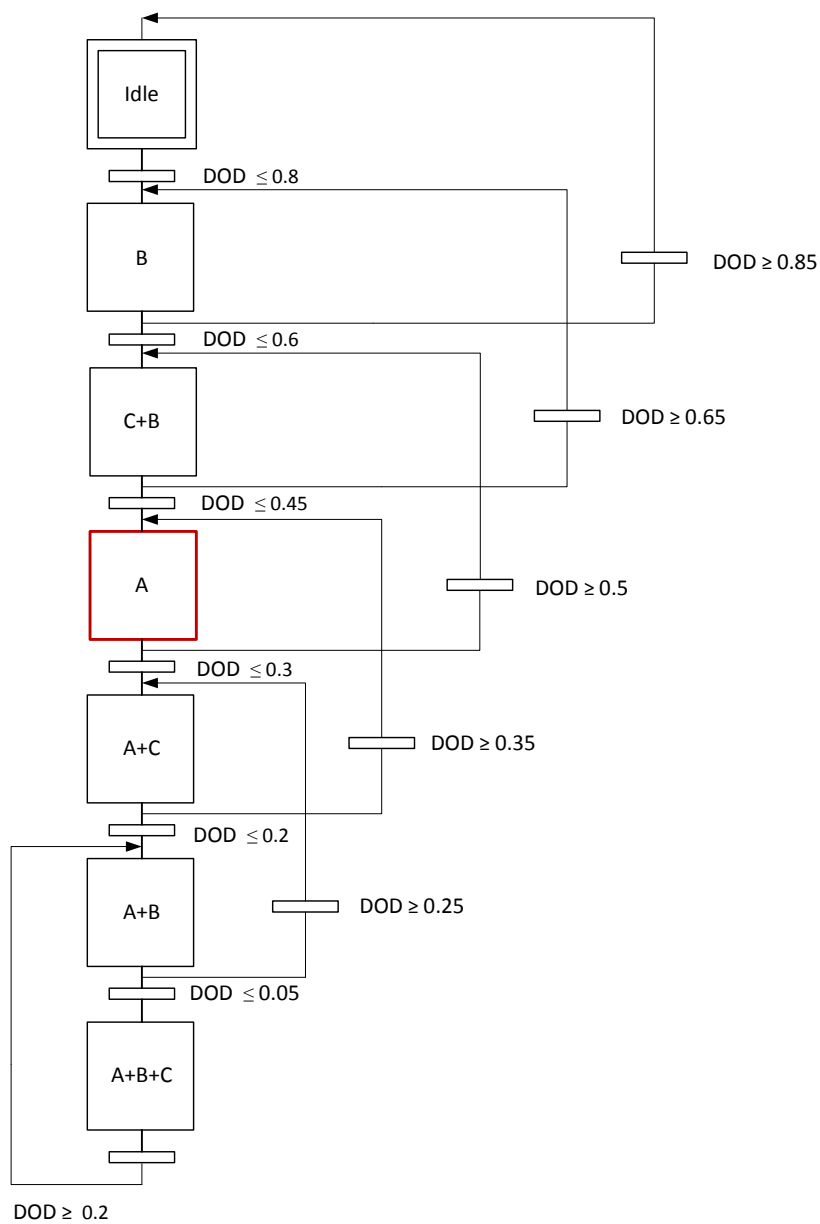 Idle
DOD ≤ 0.8
B
DOD ≥ 0.85
DOD ≤ 0.6
C+B
DOD ≥ 0.65
DOD ≤ 0.45
A
DOD ≥ 0.5
DOD ≤ 0.3
A+C
DOD ≥ 0.35
DOD ≤ 0.2
A+B
DOD ≥ 0.25
DOD ≤ 0.05
A+B+C
DOD ≥ 0.2